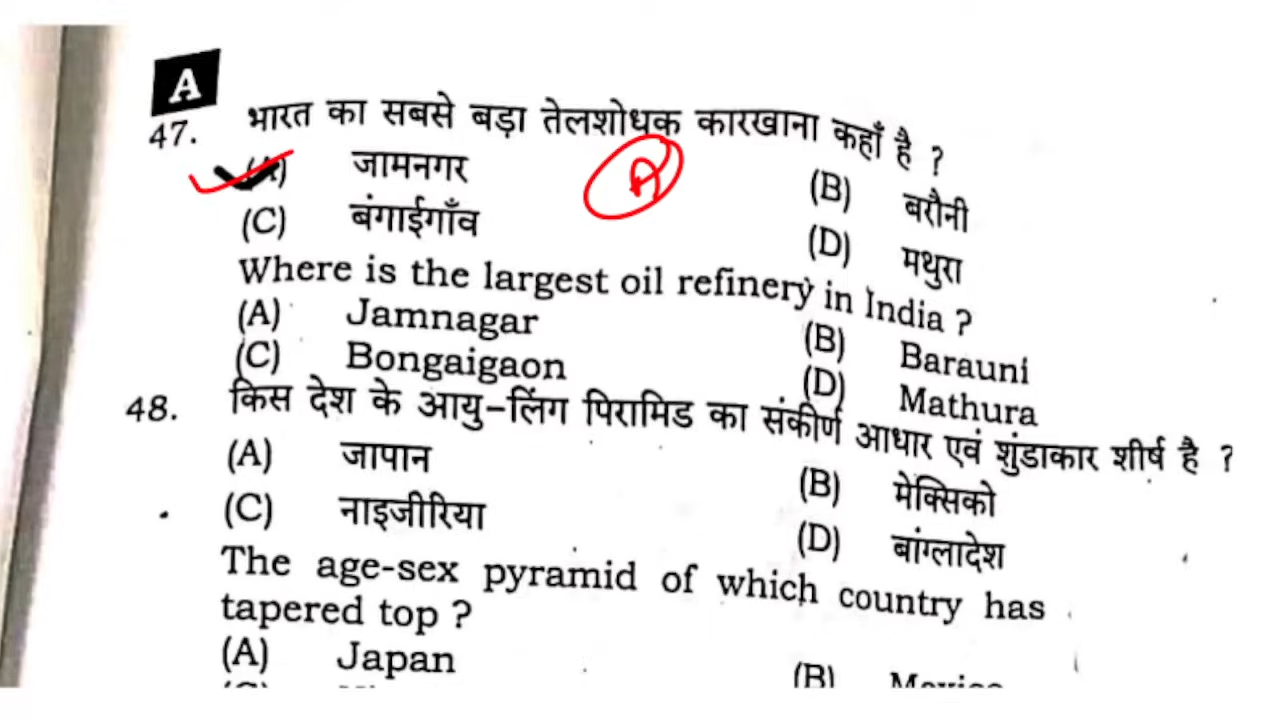 A
47. भारत का सबसे बड़ा तेलशोधक कारखाना कहाँ है ?
(A) जामनगर A (B) बरौनी
(C) बंगाईगाँव (D) मथुरा
Where is the largest oil refinery in India ?
(A) Jamnagar (B) Barauni
(C) Bongaigaon (D) Mathura
48. किस देश के आयु-लिंग पिरामिड का संकीर्ण आधार एवं शुंडाकार शीर्ष है ?
(A) जापान (B) मेक्सिको
(C) नाइजीरिया (D) बांग्लादेश
The age-sex pyramid of which country has
tapered top ?
(A) Japan (B)